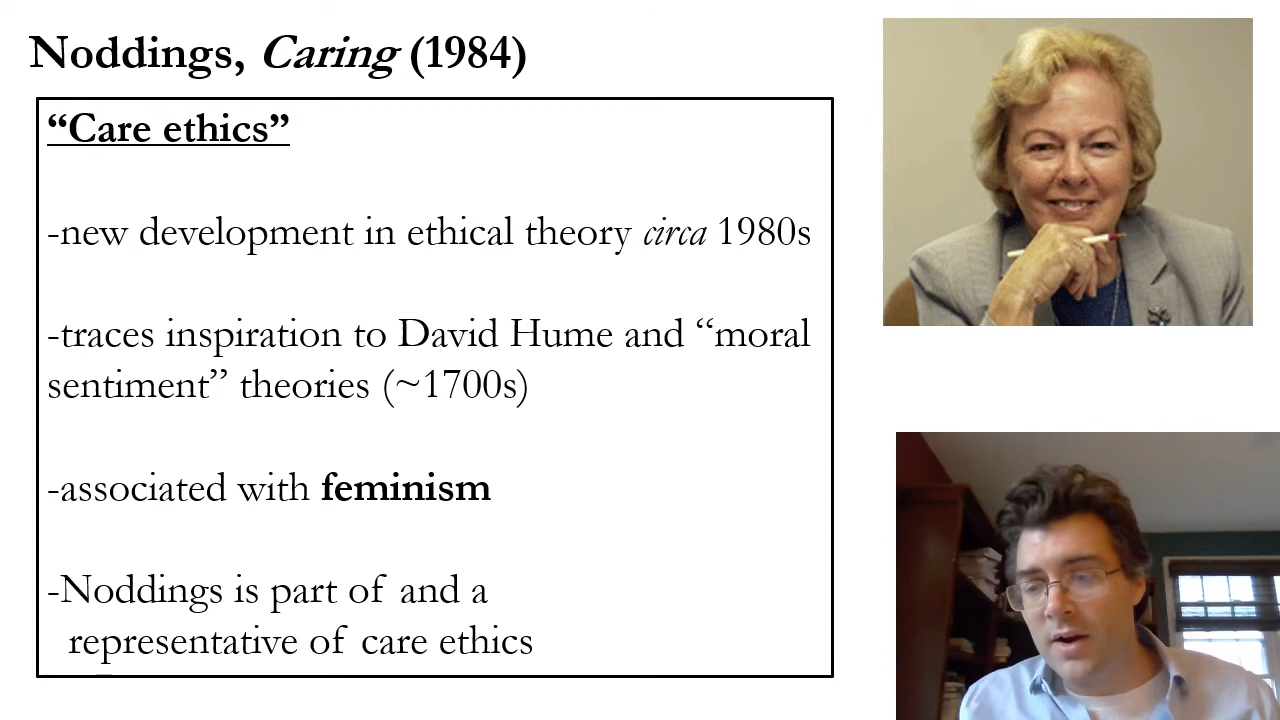 Noddings, Caring (1984)
“Care ethics”
-new development in ethical theory circa 1980s
-traces inspiration to David Hume and “moral
sentiment” theories (~1700s)
-associated with feminism
-Noddings is part of and a
representative of care ethics